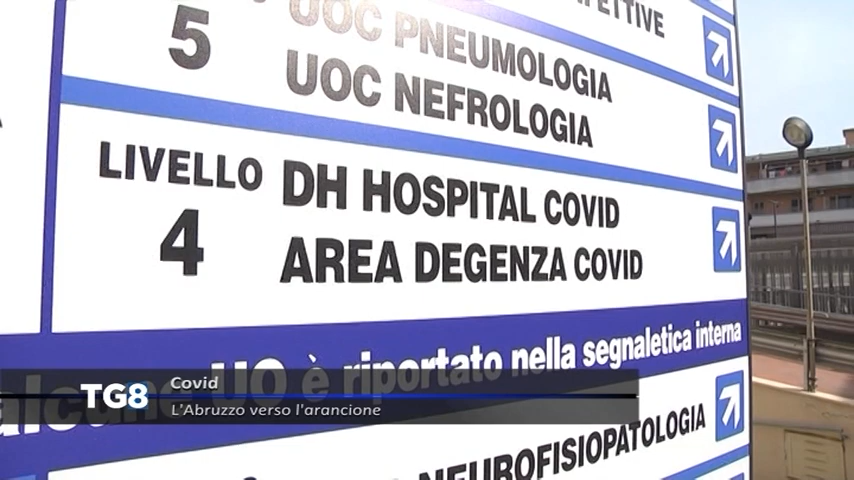 5
UOC PNEUMOLOGIA
UOC NEFROLOGIA
LIVELLO
4
DH HOSPITAL COVID
AREA DEGENZA COVID
UO è riportato nella segnaletica interna
TG8
Covid
L'Abruzzo verso l'arancione
NEUROFISIOPATOLOGIA